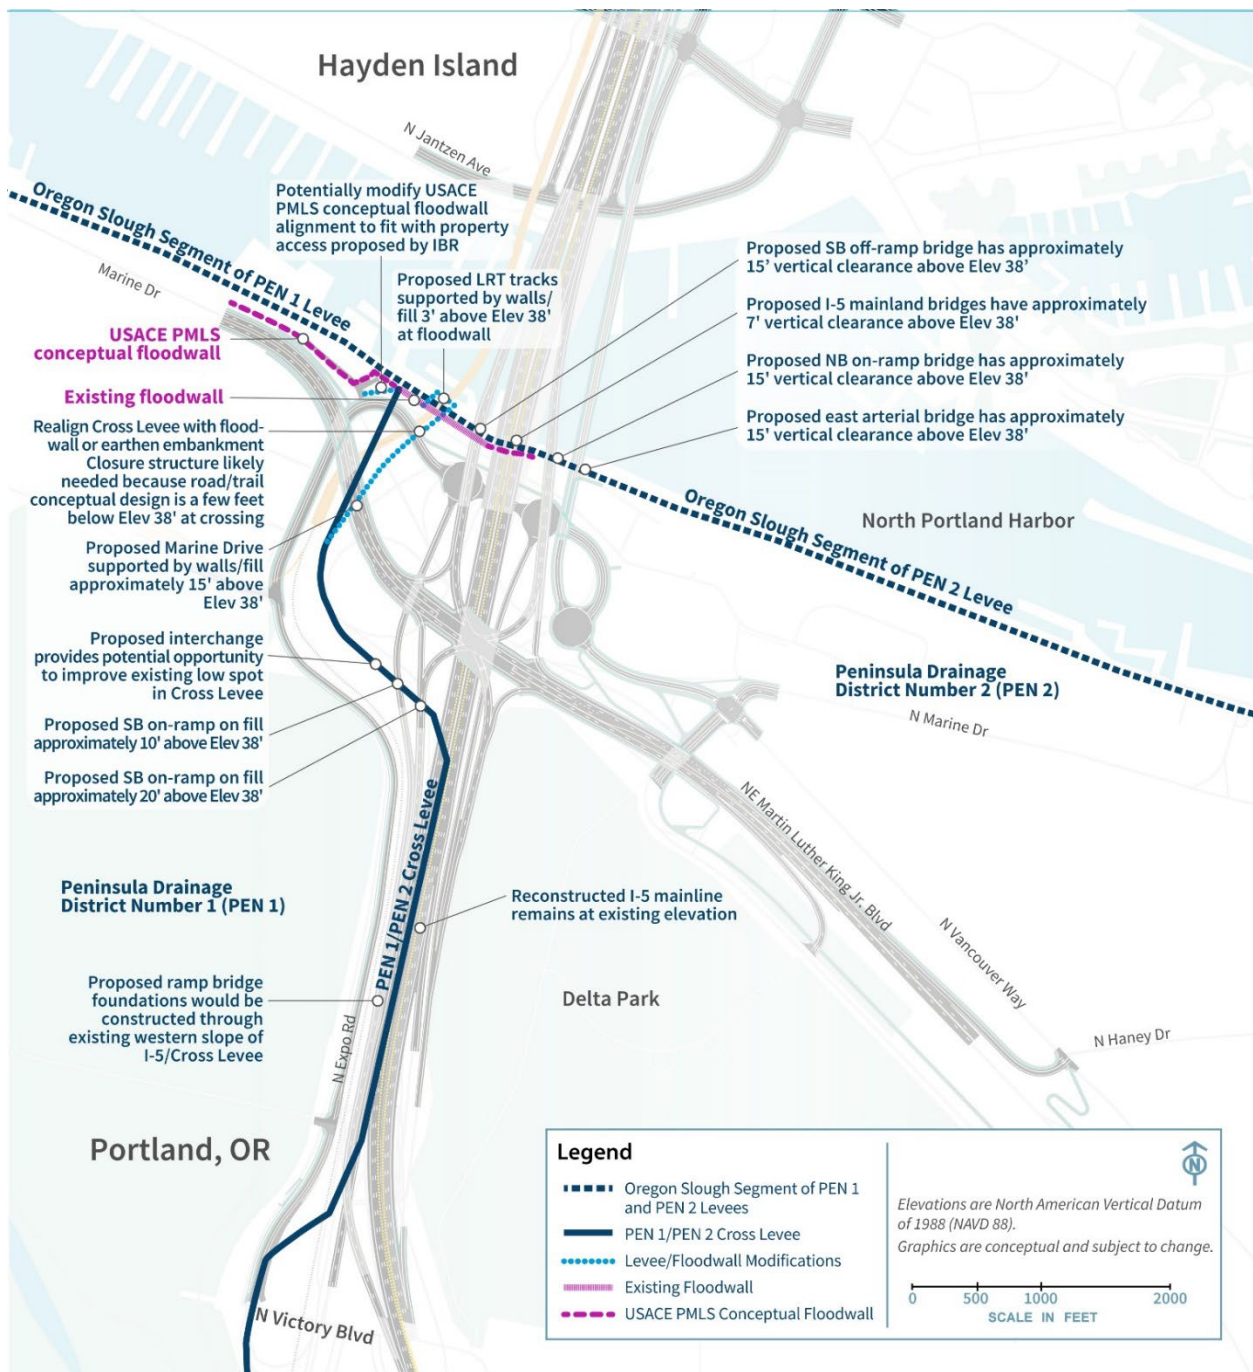 Hayden Island
N Jantzen Ave
Oregon Slough Segment of PEN 1 Levee
Marine Dr
Potentially modify USACE
PMLS conceptual floodwall
alignment to fit with property
access proposed by IBR
Proposed LRT tracks
supported by walls/
fill 3' above Elev 38'
at floodwall
Proposed SB off-ramp bridge has approximately
15’ vertical clearance above Elev 38’
Proposed I-5 mainland bridges have approximately
7' vertical clearance above Elev 38'
Proposed NB on-ramp bridge has approximately
15' vertical clearance above Elev 38'
Proposed east arterial bridge has approximately
15' vertical clearance above Elev 38'
USACE PMLS
conceptual floodwall
Existing floodwall
Realign Cross Levee with flood-
wall or earthen embankment
Closure structure likely
needed because road/trail
conceptual design is a few feet
below Elev 38' at crossing
Proposed Marine Drive
supported by walls/fill
approximately 15' above
Elev 38'
Proposed interchange
provides potential opportunity
to improve existing low spot
in Cross Levee
Proposed SB on-ramp on fill
approximately 10' above Elev 38'
Proposed SB on-ramp on fill
approximately 20' above Elev 38'
Oregon Slough Segment of PEN 2 Levee
North Portland Harbor
Peninsula Drainage
District Number 2 (PEN 2)
N Marine Dr
NE Martin Luther King Jr. Blvd
N Vancouver Way
N Haney Dr
PEN 1/PEN 2 Cross Levee
Peninsula Drainage
District Number 1 (PEN 1)
Reconstructed I-5 mainline
remains at existing elevation
Delta Park
Proposed ramp bridge
foundations would be
constructed through
existing western slope of
I-5/Cross Levee
N Expo Rd
Portland, OR
N Victory Blvd
Legend
Oregon Slough Segment of PEN 1
and PEN 2 Levees
PEN 1/PEN 2 Cross Levee
Levee/Floodwall Modifications
Existing Floodwall
USACE PMLS Conceptual Floodwall
N
Elevations are North American Vertical Datum
of 1988 (NAVD 88).
Graphics are conceptual and subject to change.
0 500 1000 2000
SCALE IN FEET